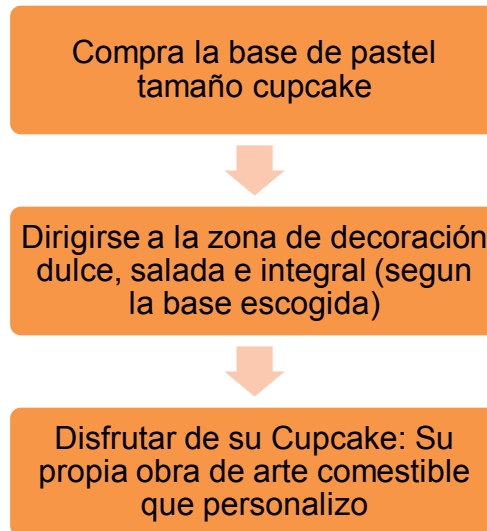 Compra la base de pastel
tamaño cupcake
Dirigirse a la zona de decoración
dulce, salada e integral (segun
la base escogida)
Disfrutar de su Cupcake: Su
propia obra de arte comestible
que personalizo